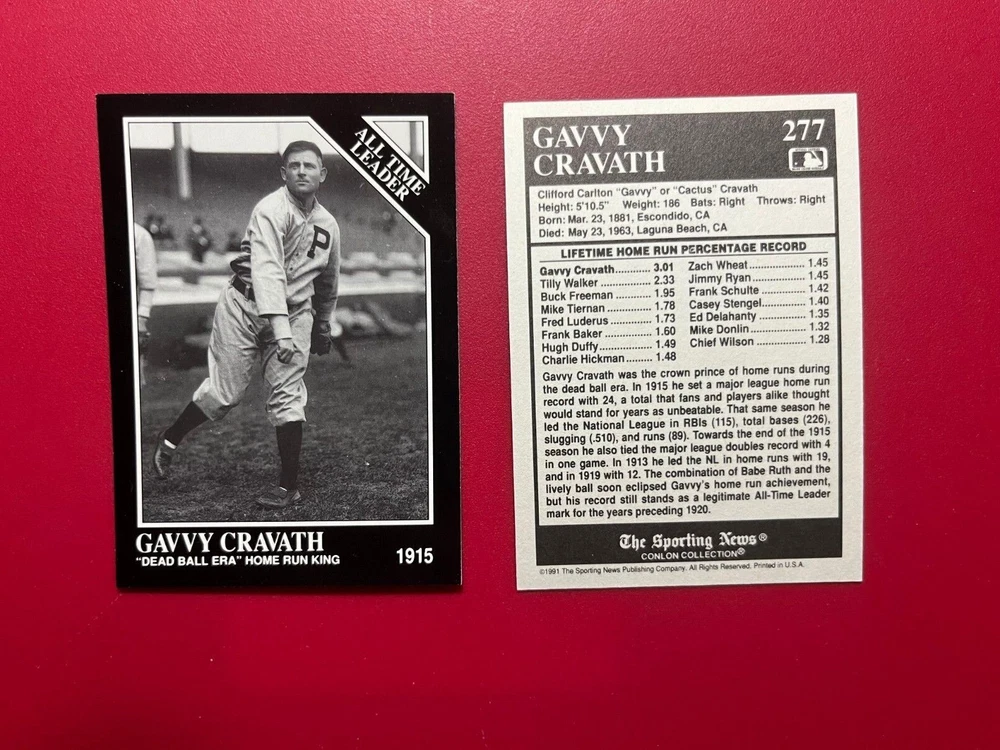 ALL TIME
LEADER
P
GAVVY CRAVATH
"DEAD BALL ERA" HOME RUN KING
1915
GAVVY
CRAVATH
277
Clifford Carlton "Gavvy" or "Cactus" Cravath
Height: 5'10.5" Weight: 186 Bats: Right Throws: Right
Born: Mar. 23, 1881, Escondido, CA
Died: May 23, 1963, Laguna Beach, CA
LIFETIME HOME RUN PERCENTAGE RECORD
Gavvy Cravath.......... 3.01
Tilly Walker .............. 2.33
Buck Freeman ......... 1.95
Mike Tiernan ............ 1.78
Fred Luderus ........... 1.73
Frank Baker ............. 1.60
Hugh Duffy............... 1.49
Charlie Hickman ....... 1.48
Zach Wheat ................ 1.45
Jimmy Ryan ................ 1.45
Frank Schulte ............. 1.42
Casey Stengel............. 1.40
Ed Delahanty .............. 1.35
Mike Donlin ................ 1.32
Chief Wilson ............... 1.28
Gavvy Cravath was the crown prince of home runs during
the dead ball era. In 1915 he set a major league home run
record with 24, a total that fans and players alike thought
would stand for years as unbeatable. That same season he
led the National League in RBIs (115), total bases (226),
slugging (.510), and runs (89). Towards the end of the 1915
season he also tied the major league doubles record with 4
in one game. In 1913 he led the NL in home runs with 19,
and in 1919 with 12. The combination of Babe Ruth and the
lively ball soon eclipsed Gavvy's home run achievement,
but his record still stands as a legitimate All-Time Leader
mark for the years preceding 1920.
The Sporting News®
CONLON COLLECTION®
©1991 The Sporting News Publishing Company. All Rights Reserved. Printed in U.S.A.